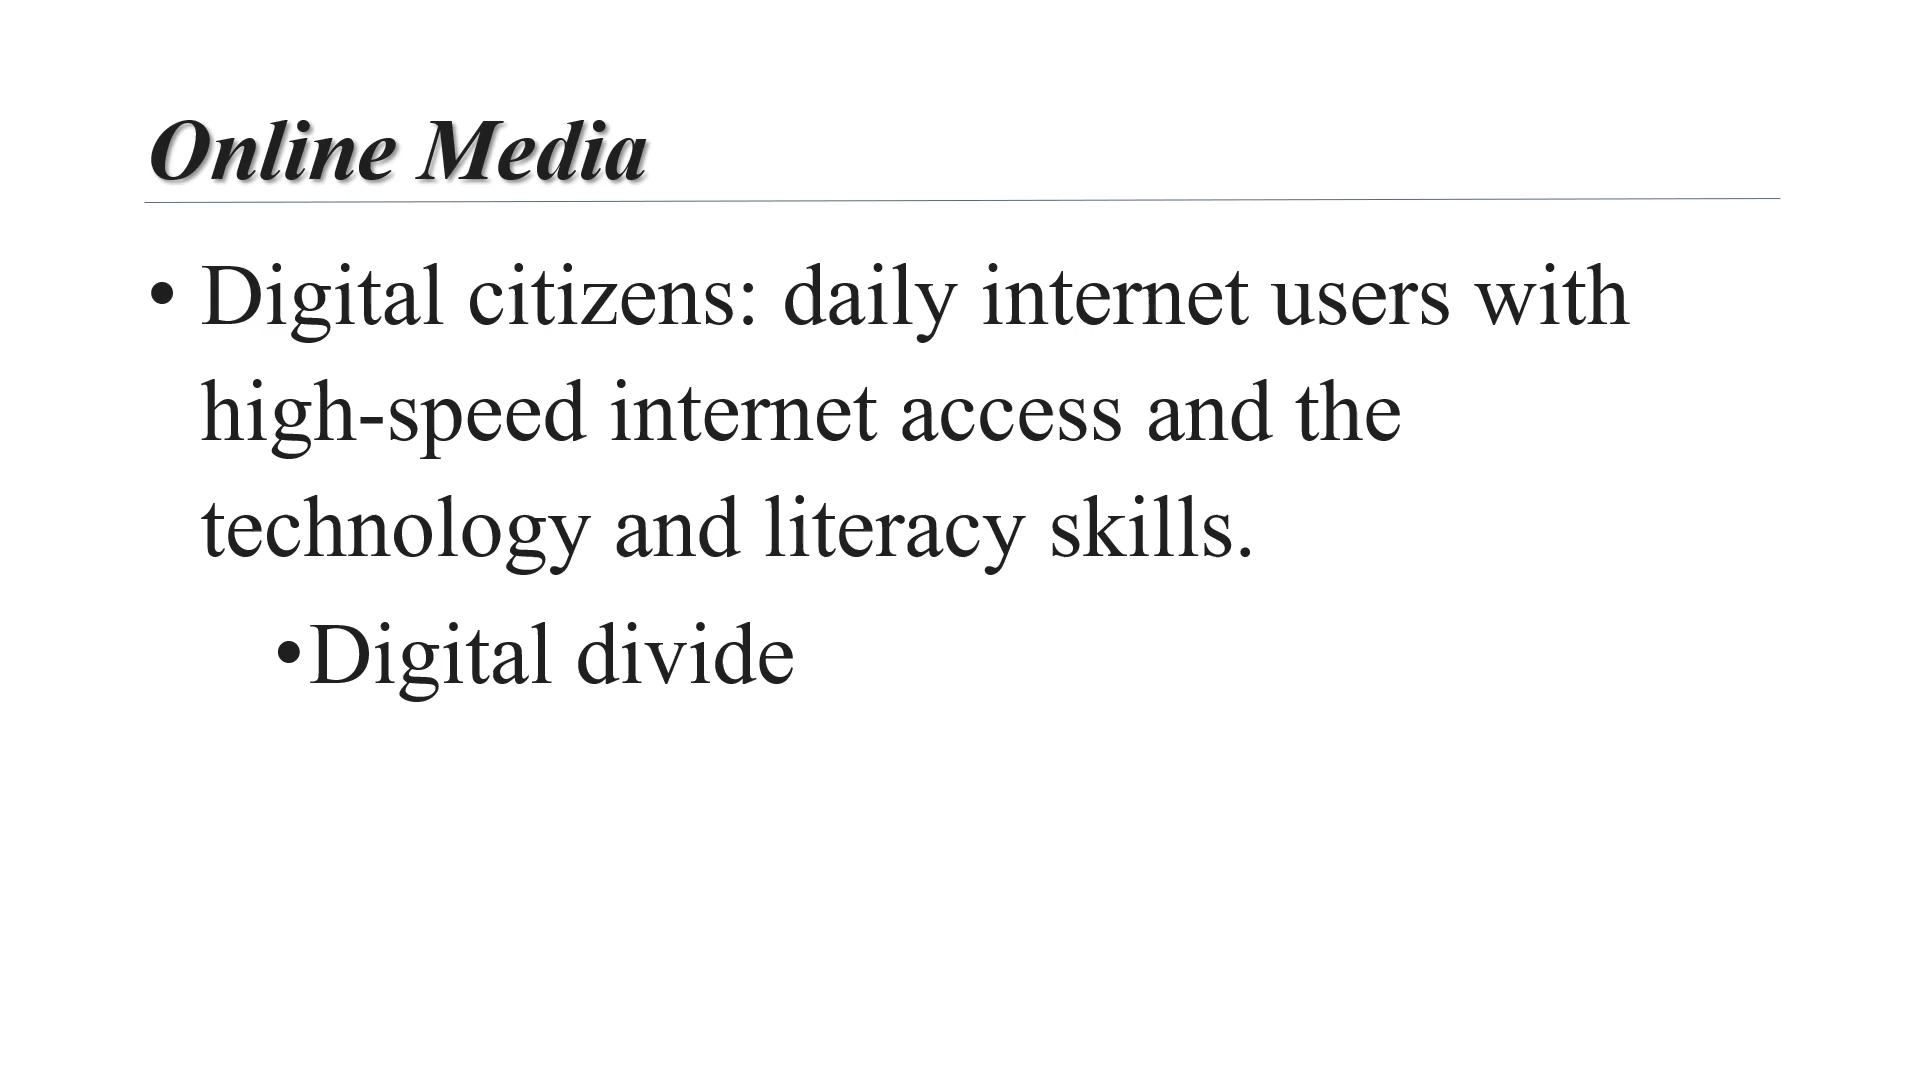 Online Media
• Digital citizens: daily internet users with
high-speed internet access and the
technology and literacy skills.
•Digital divide